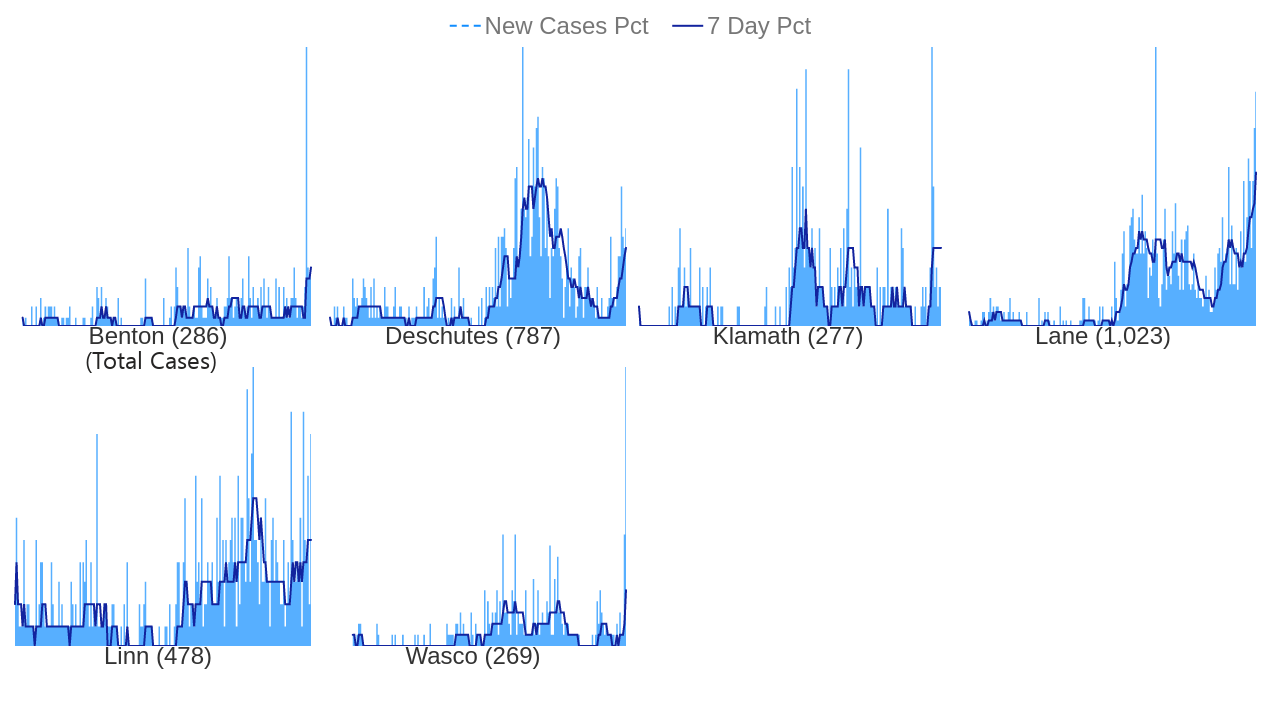 New Cases Pct 7 Day Pct
Benton (286) Deschutes (787) Klamath (277) Lane (1,023)
(Total Cases)
Linn (478) Wasco (269)